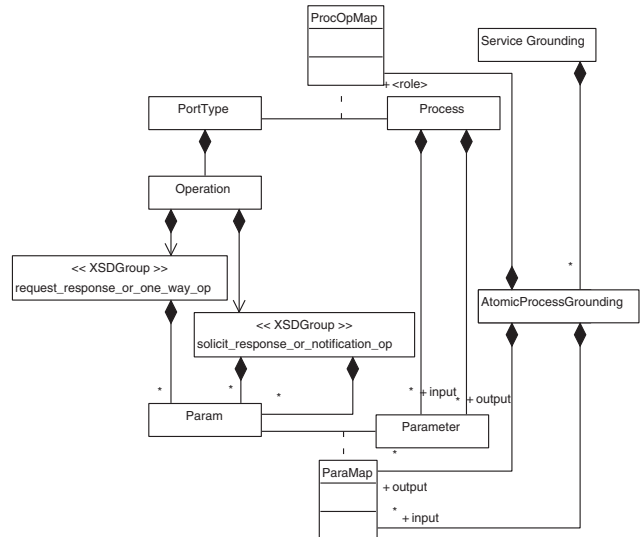 ProcOpMap
Service Grounding
+ <role>
PortType
Process
Operation
<< XSDGroup >>
request_response_or_one_way_op
*
AtomicProcessGrounding
<< XSDGroup >>
solicit_response_or_notification_op
* * * * + input * + output
Param
Parameter
*
ParaMap
+ output
*
+ input